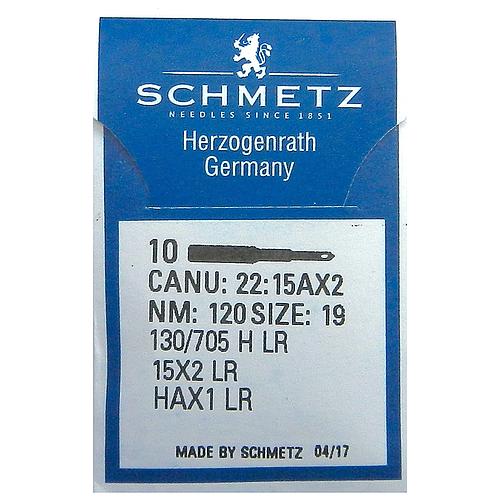 SCHMETZ
NEEDLES SINCE 1851
Herzogenrath
Germany
10
CANU: 22:15AX2
NM: 120 SIZE: 19
130/705 H LR
15X2 LR
HAX1 LR
MADE BY SCHMETZ 04/17